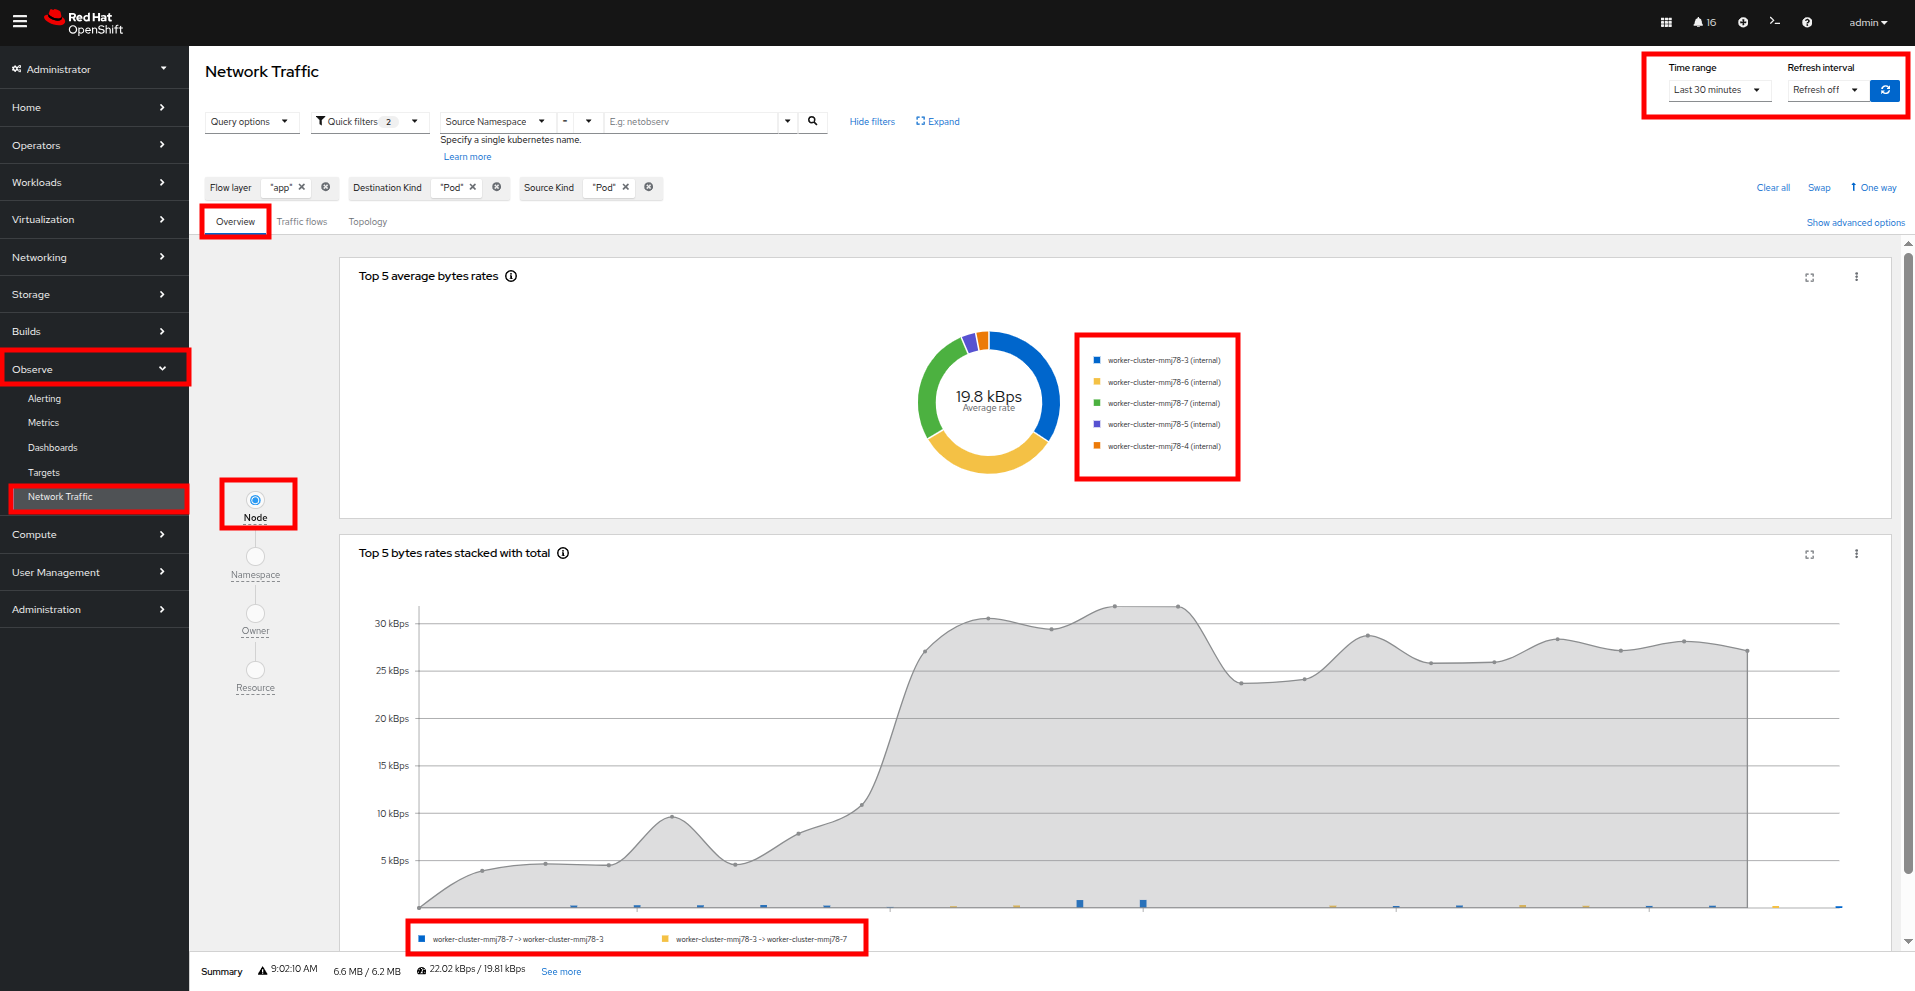 Red Hat
OpenShift
16
admin
Administrator
Home
Operators
Workloads
Virtualization
Networking
Storage
Builds
Observe
Alerting
Metrics
Dashboards
Targets
Network Traffic
Compute
User Management
Administration
Network Traffic
Time range
Refresh interval
Last 30 minutes
Refresh off
Query options
Quick filters 2
Source Namespace
E.g: netobserv
Hide filters
Expand
Specify a single kubernetes name.
Learn more
Flow layer "app"
Destination Kind "Pod"
Source Kind "Pod"
Clear all
Swap
One way
Overview
Traffic flows
Topology
Show advanced options
Node
Namespace
Owner
Resource
Top 5 average bytes rates
19.8 kBps
Average rate
worker-cluster-mmj78-3 (internal)
worker-cluster-mmj78-6 (internal)
worker-cluster-mmj78-7 (internal)
worker-cluster-mmj78-5 (internal)
worker-cluster-mmj78-4 (internal)
Top 5 bytes rates stacked with total
30 kBps
25 kBps
20 kBps
15 kBps
10 kBps
5 kBps
worker-cluster-mmj78-7 -> worker-cluster-mmj78-3
worker-cluster-mmj78-3 -> worker-cluster-mmj78-7
Summary
9:02:10 AM
6.6 MB / 6.2 MB
22.02 kBps / 19.81 kBps
See more